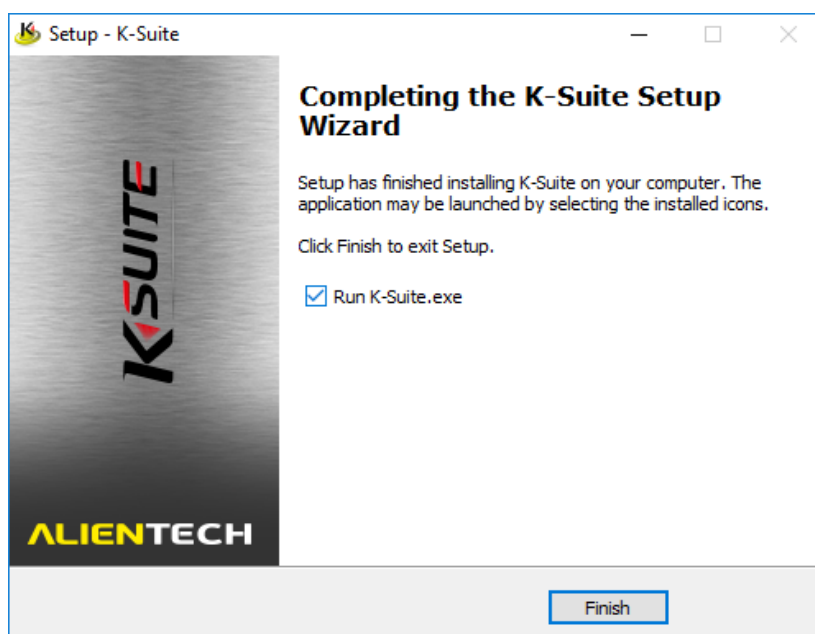 Setup - K-Suite
Completing the K-Suite Setup
Wizard
Setup has finished installing K-Suite on your computer. The
application may be launched by selecting the installed icons.
Click Finish to exit Setup.
Run K-Suite.exe
K-SUITE
ALIENTECH
Finish